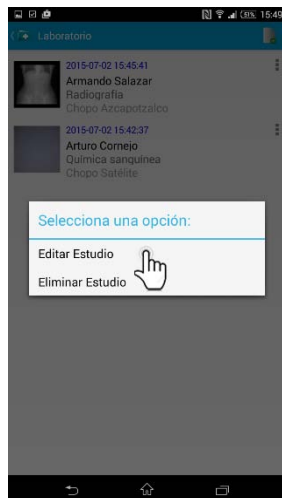 15:49
Laboratorio
2015-07-02 15:45:41
Armando Salazar
Radiografía
Chopo Azcapotzalco
2015-07-02 15:42:37
Arturo Cornejo
Química sanguínea
Chopo Satélite
Selecciona una opción:
Editar Estudio
Eliminar Estudio